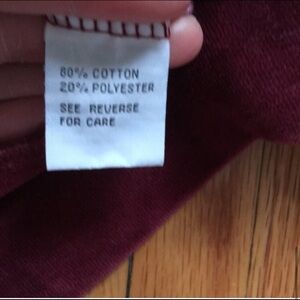 80% COTTON
20% POLYESTER
SEE REVERSE
FOR CARE